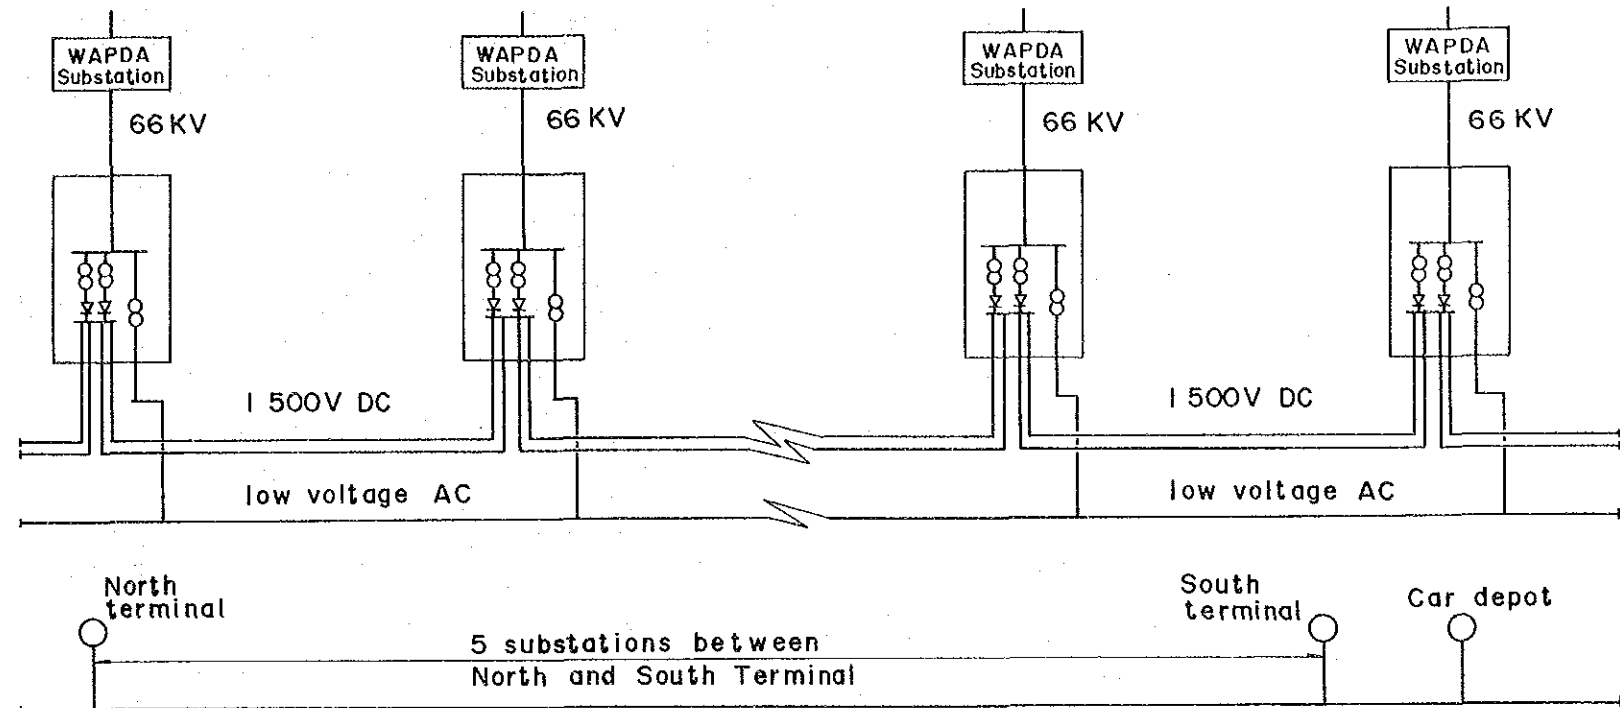 WAPDA
Substation
WAPDA
Substation
WAPDA
Substation
WAPDA
Substation
66 KV
66 KV
66 KV
66 KV
1 500V DC
1 500V DC
low voltage AC
low voltage AC
North
terminal
South
terminal
Car depot
5 substations between
North and South Terminal